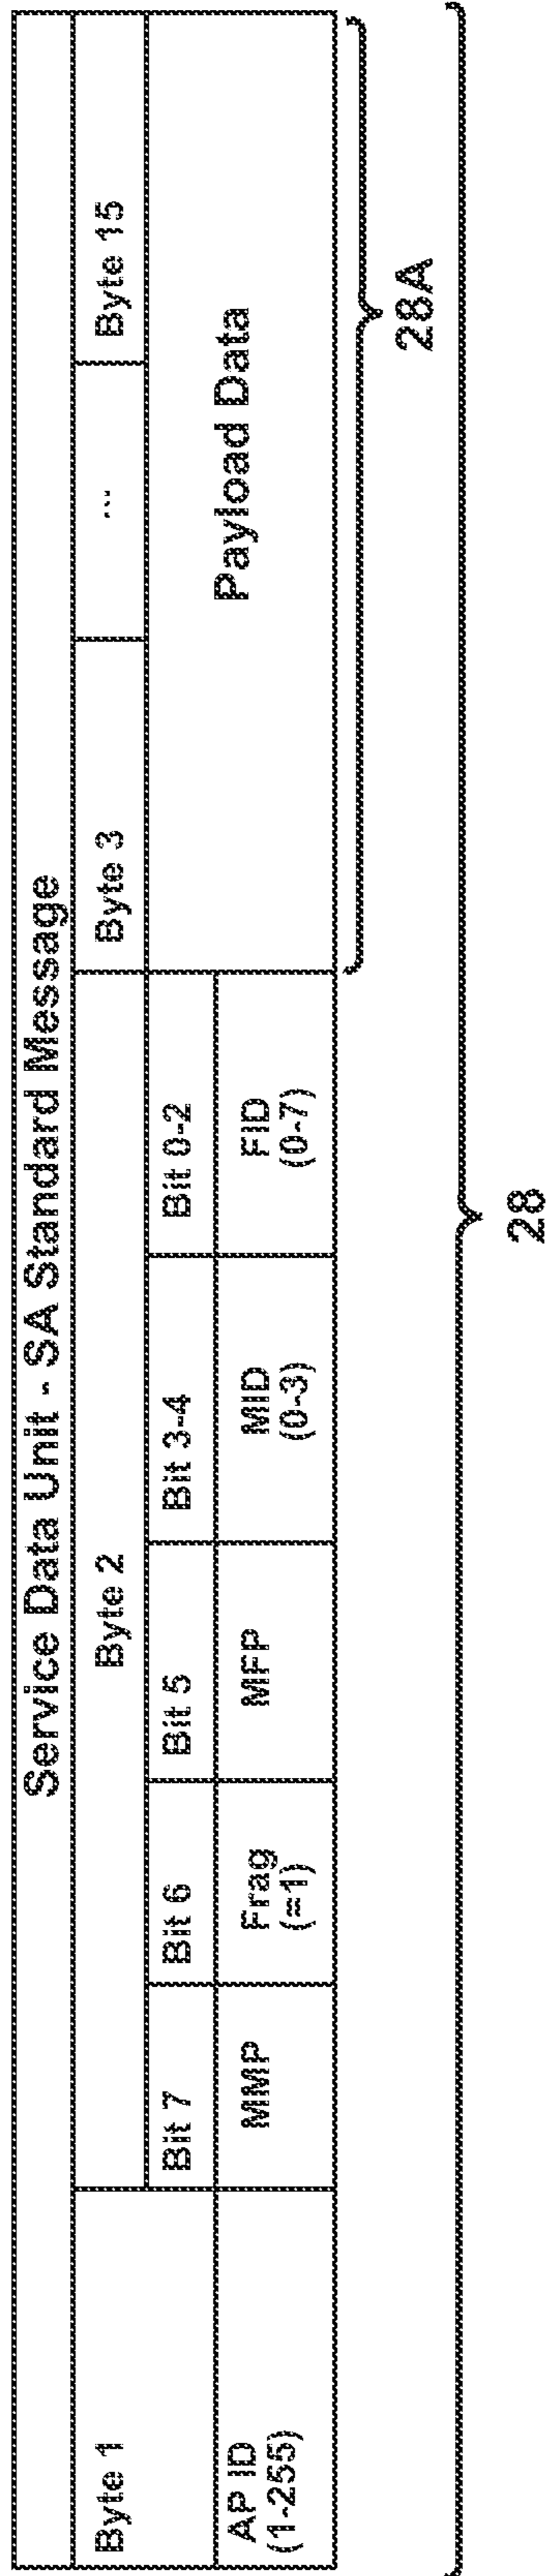 Service Data Unit - SA Standard Message
Byte 1
Byte 2
Byte 3
...
Byte 15
Bit 7
Bit 6
Bit 5
Bit 3-4
Bit 0-2
AP ID
(1-255)
MMP
Frag
(=1)
MFP
MID
(0-3)
FID
(0-7)
Payload Data
28A
28